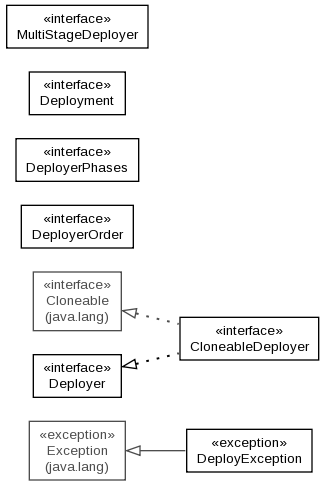 «interface»
MultiStageDeployer
«interface»
Deployment
«interface»
DeployerPhases
«interface»
DeployerOrder
«interface»
Cloneable
(java.lang)
«interface»
CloneableDeployer
«interface»
Deployer
«exception»
Exception
(java.lang)
«exception»
DeployException